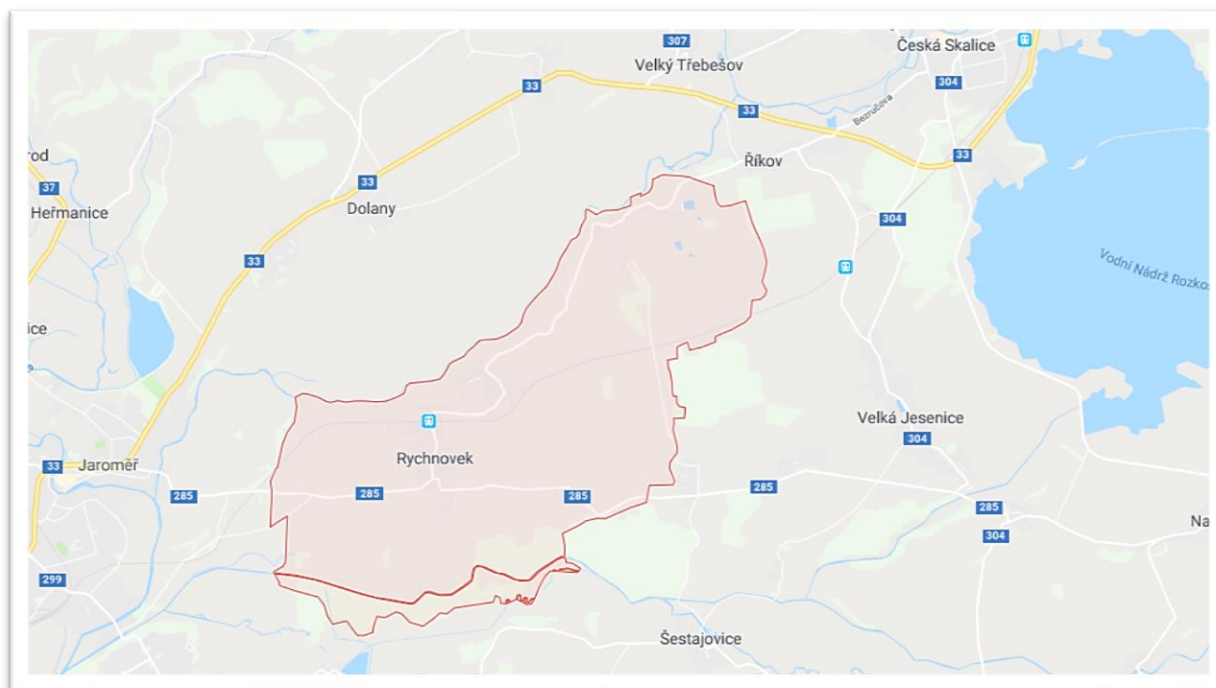 307
Česká Skalice
Velký Třebešov
304
33
33
Bezručova
33
rod
Říkov
37
33
Heřmanice
Dolany
304
33
Vodní Nádrž Rozkoš
ice
Velká Jesenice
304
Rychnovek
33
Jaroměř
285
285
285
285
285
Na
304
299
Šestajovice